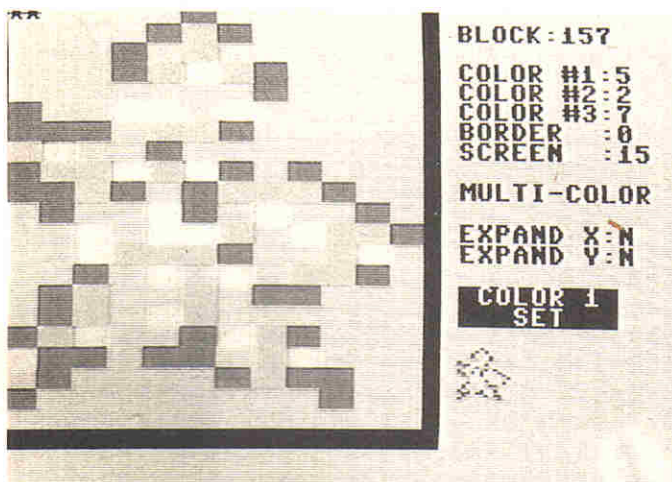 BLOCK:157
COLOR #1:5
COLOR #2:2
COLOR #3:7
BORDER :0
SCREEN :15
MULTI-COLOR
EXPAND X:N
EXPAND Y:N
COLOR 1
SET